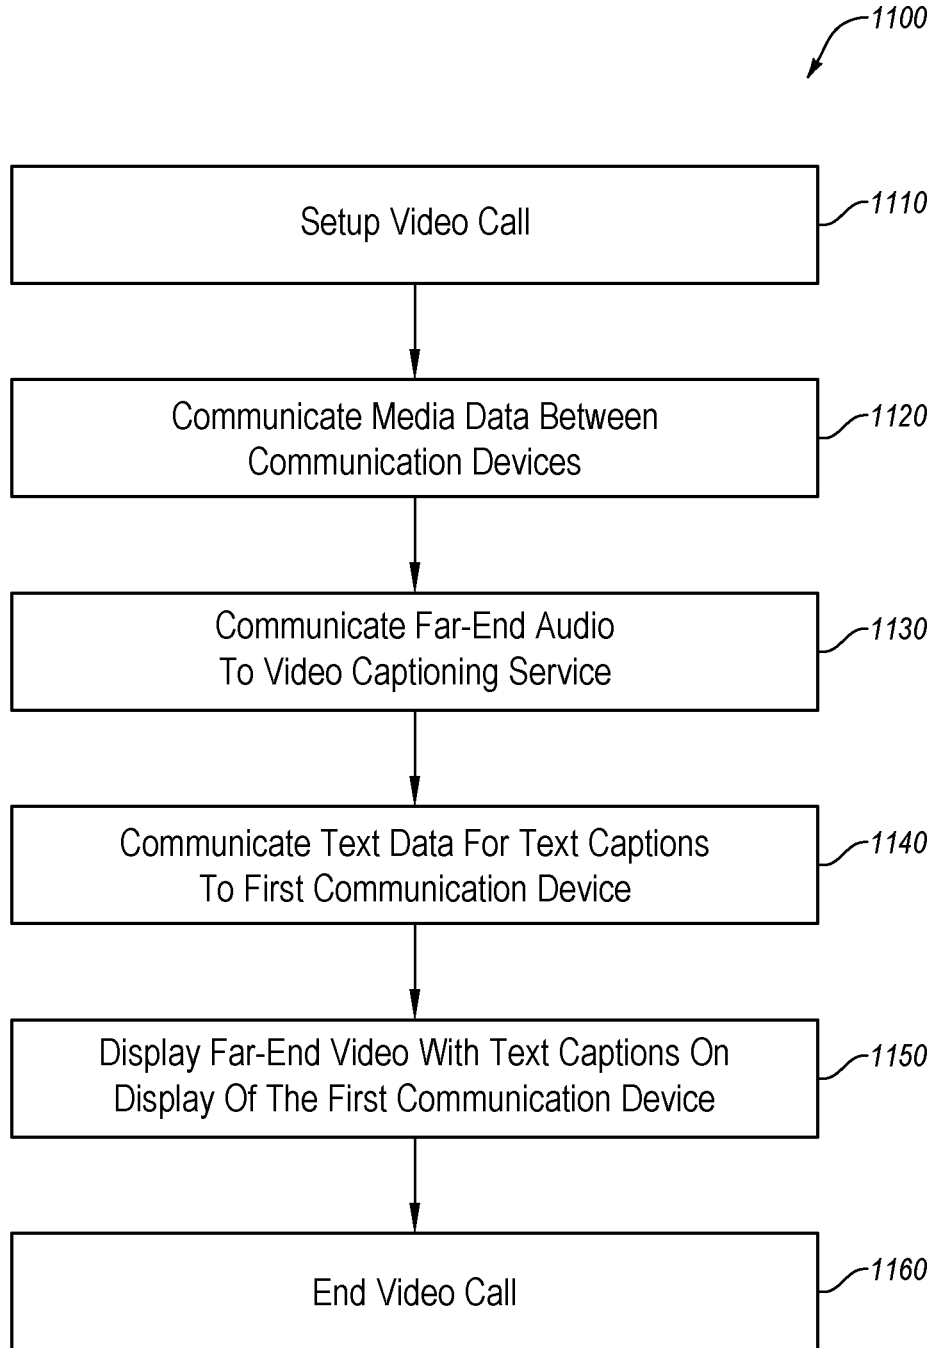 1100
Setup Video Call
1110
Communicate Media Data Between
Communication Devices
1120
Communicate Far-End Audio
To Video Captioning Service
1130
Communicate Text Data For Text Captions
To First Communication Device
1140
Display Far-End Video With Text Captions On
Display Of The First Communication Device
1150
End Video Call
1160